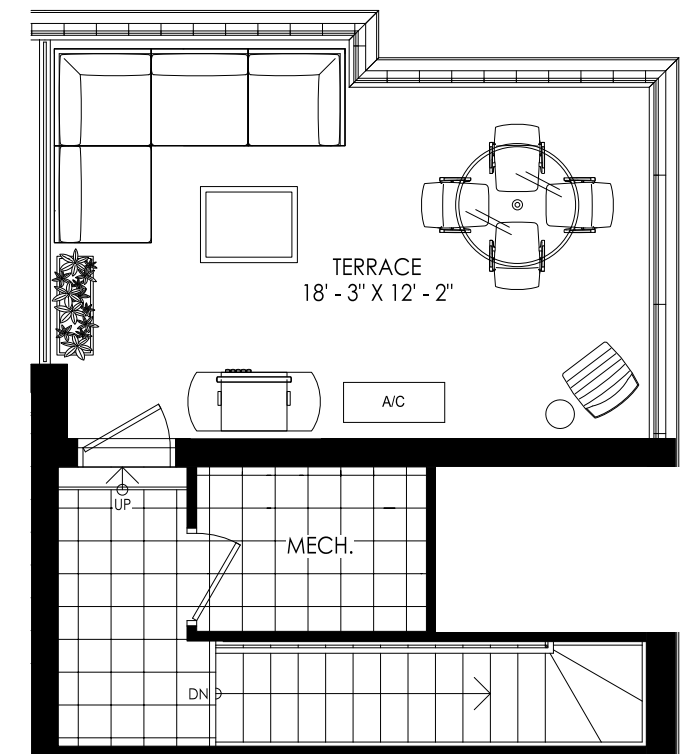 TERRACE
18' - 3" X 12' - 2"
A/C
UP
MECH.
DN